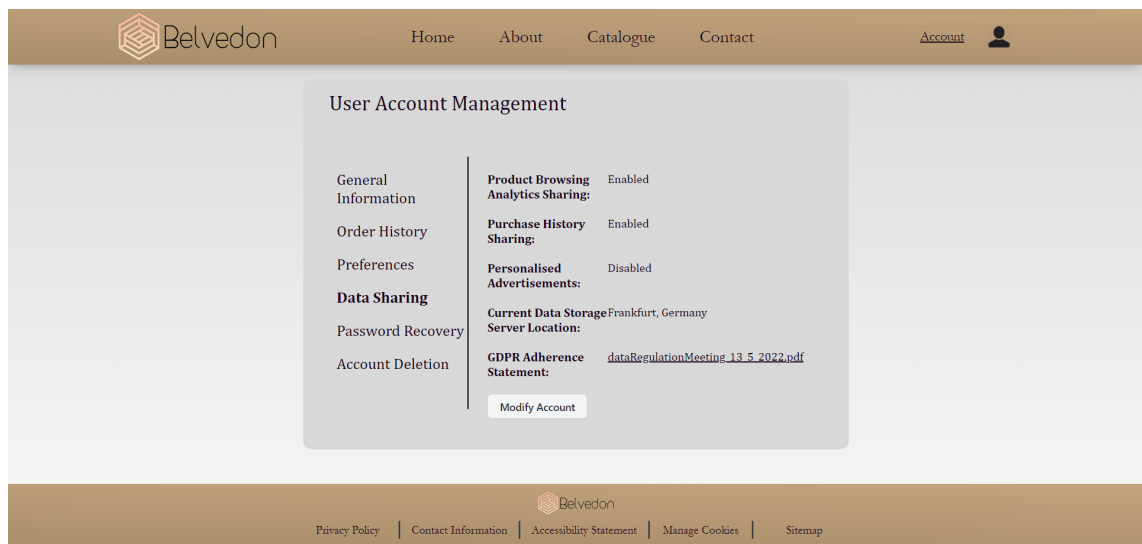 Belvedon
Home About Catalogue Contact Account
User Account Management
General
Information
Order History
Preferences
Data Sharing
Password Recovery
Account Deletion
Product Browsing Enabled
Analytics Sharing:
Purchase History Enabled
Sharing:
Personalised Disabled
Advertisements:
Current Data Storage Frankfurt, Germany
Server Location:
GDPR Adherence dataRegulationMeeting_13_5_2022.pdf
Statement:
Modify Account
Belvedon
Privacy Policy Contact Information Accessibility Statement Manage Cookies Sitemap